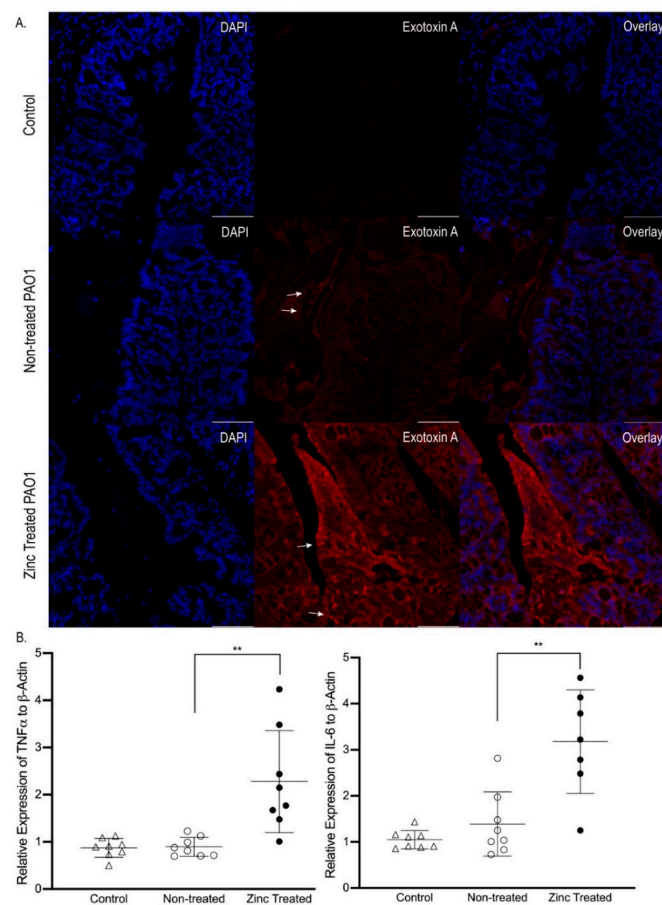 A.
DAPI
Exotoxin A
Overlay
Control
DAPI
Exotoxin A
Overlay
Non-treated PAO1
DAPI
Exotoxin A
Overlay
Zinc Treated PAO1
B.
**
5
4
3
2
1
0
Relative Expression of TNFα to β-Actin
Control
Non-treated
Zinc Treated
**
5
4
3
2
1
0
Relative Expression of IL-6 to β-Actin
Control
Non-treated
Zinc Treated